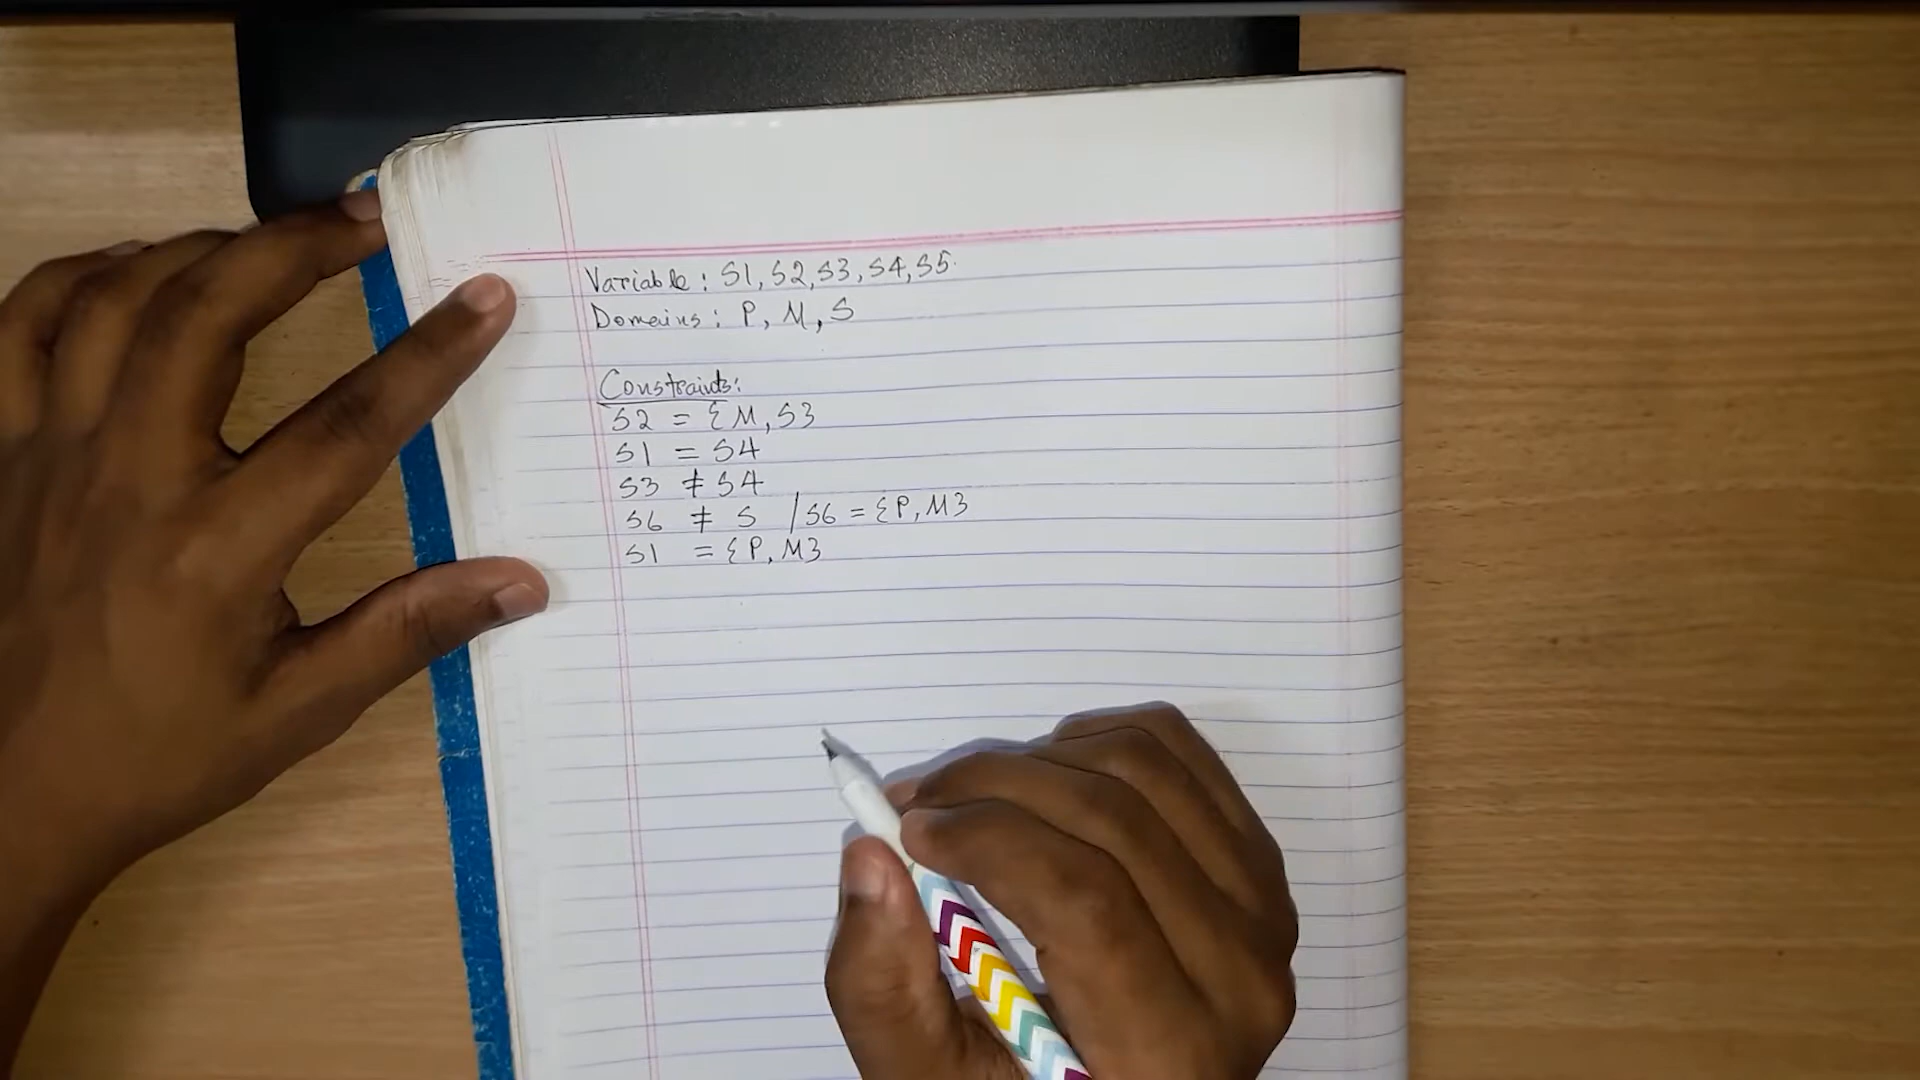 Variable : S1, S2, S3, S4, S5.
Domains : P, M, S
Constraints:
S2 = {M, S}
S1 = S4
S3 ≠ S4
S6 ≠ S / S6 = {P, M}
S1 = {P, M}